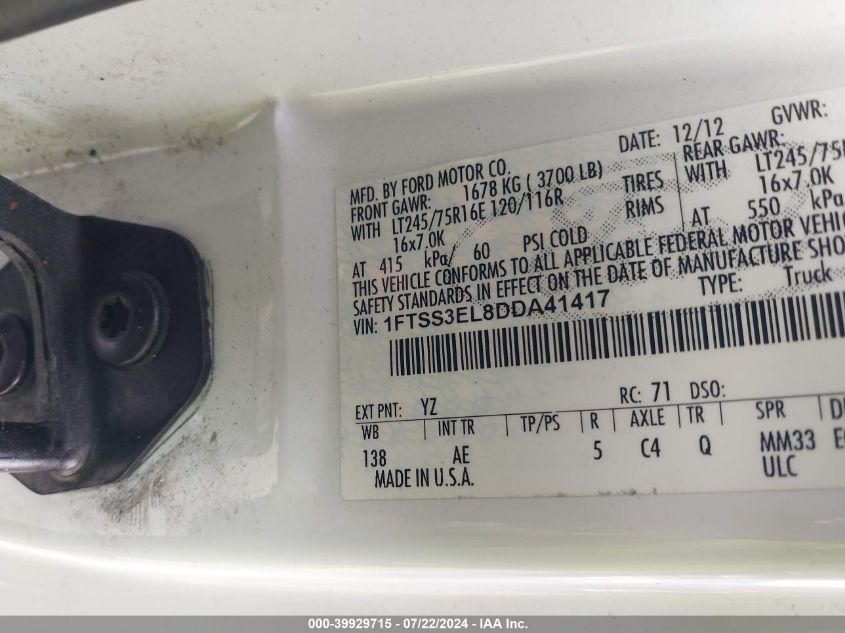 MFD. BY FORD MOTOR CO. DATE: 12/12 GVWR:
FRONT GAWR: 1678 KG ( 3700 LB) REAR GAWR:
WITH LT245/75R16E 120/116R TIRES WITH LT245/75R
16x7.0K RIMS 16x7.0K
AT 415 kPa/ 60 PSI COLD AT 550 kPa
THIS VEHICLE CONFORMS TO ALL APPLICABLE FEDERAL MOTOR VEHIC
SAFETY STANDARDS IN EFFECT ON THE DATE OF MANUFACTURE SHO
VIN: 1FTSS3EL8DDA41417 TYPE: Truck
EXT PNT: YZ RC: 71 DSO:
WB INT TR TP/PS R AXLE TR SPR
138 AE 5 C4 Q MM33
MADE IN U.S.A. ULC
000-39929715 - 07/22/2024 - IAA Inc.